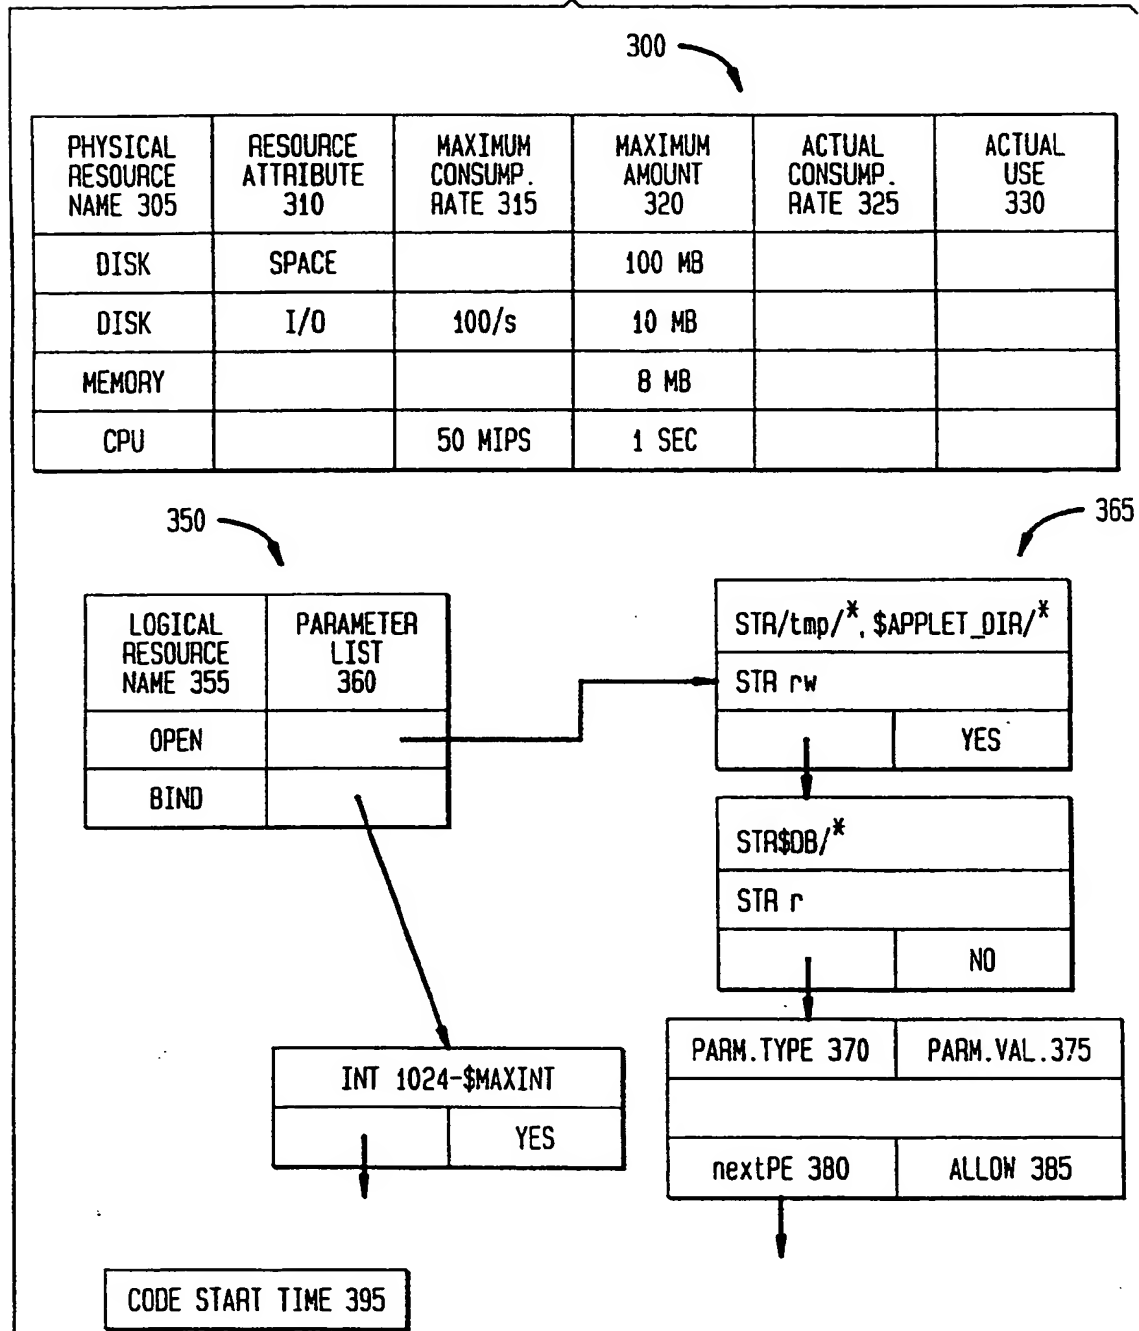 300
PHYSICAL RESOURCE NAME 305 RESOURCE ATTRIBUTE 310 MAXIMUM CONSUMP. RATE 315 MAXIMUM AMOUNT 320 ACTUAL CONSUMP. RATE 325 ACTUAL USE 330
DISK SPACE 100 MB
DISK I/O 100/s 10 MB
MEMORY 8 MB
CPU 50 MIPS 1 SEC
350
365
LOGICAL RESOURCE NAME 355 PARAMETER LIST 360
OPEN
BIND
STR/tmp/*, $APPLET_DIR/*
STR rw
YES
STR$DB/*
STR r
NO
PARM.TYPE 370 PARM.VAL.375
nextPE 380 ALLOW 385
INT 1024-$MAXINT
YES
CODE START TIME 395